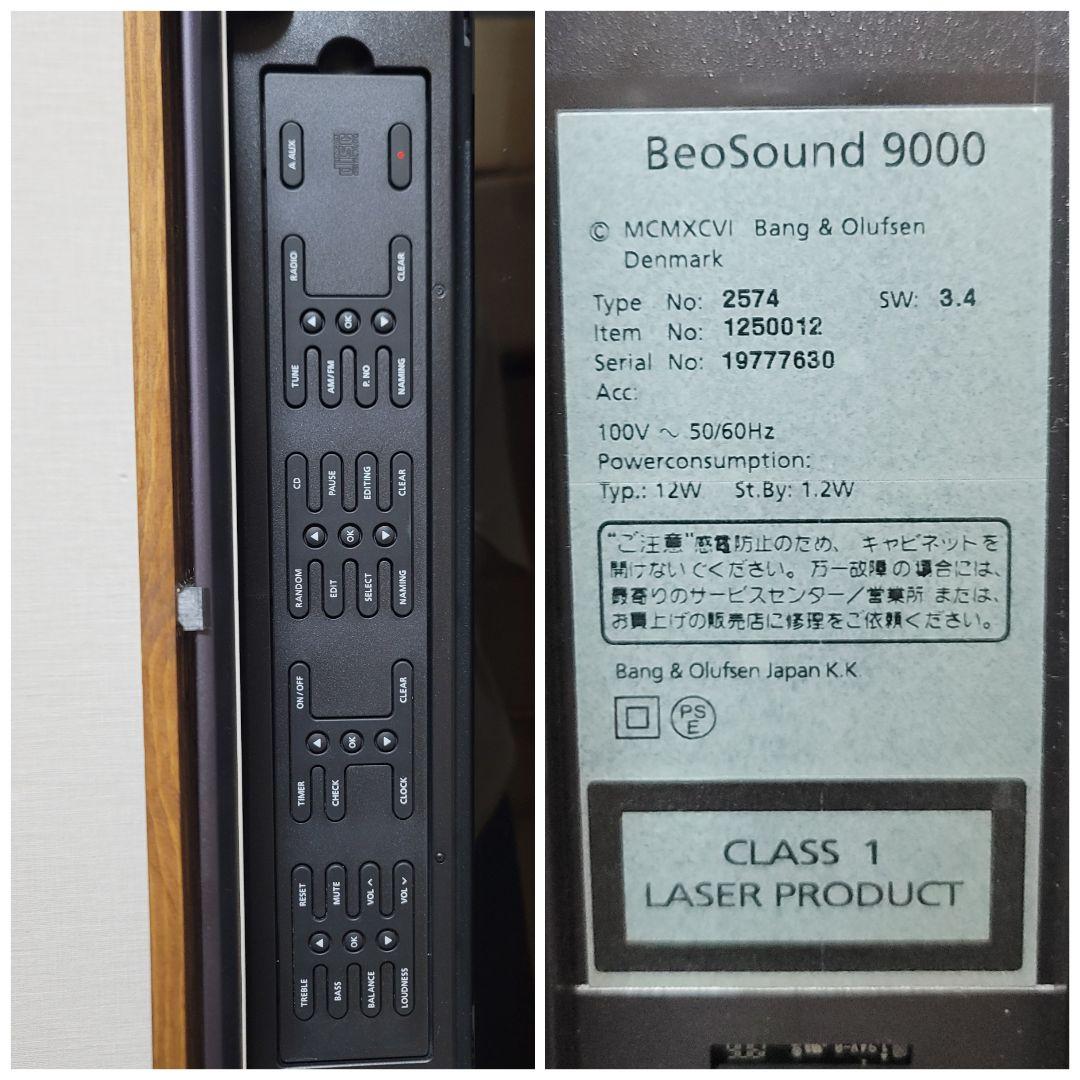 TREBLE
BASS
BALANCE
LOUDNESS
OK
RESET
MUTE
VOL ∧
VOL ∨
TIMER
CHECK
CLOCK
OK
ON/OFF
CLEAR
RANDOM
EDIT
SELECT
NAMING
OK
CD
PAUSE
EDITING
CLEAR
TUNE
AM/FM
P. NO
NAMING
OK
RADIO
CLEAR
A AUX
disc
BeoSound 9000
© MCMXCVI Bang & Olufsen
Denmark
Type No: 2574 SW: 3.4
Item No: 1250012
Serial No: 19777630
Acc:
100V ~ 50/60Hz
Powerconsumption:
Typ.: 12W St.By: 1.2W
"ご注意"感電防止のため、キャビネットを
開けないでください。万一故障の場合には、
最寄りのサービスセンター/営業所または、
お買上げの販売店に修理をご依頼ください。
Bang & Olufsen Japan K.K
PS
E
CLASS 1
LASER PRODUCT